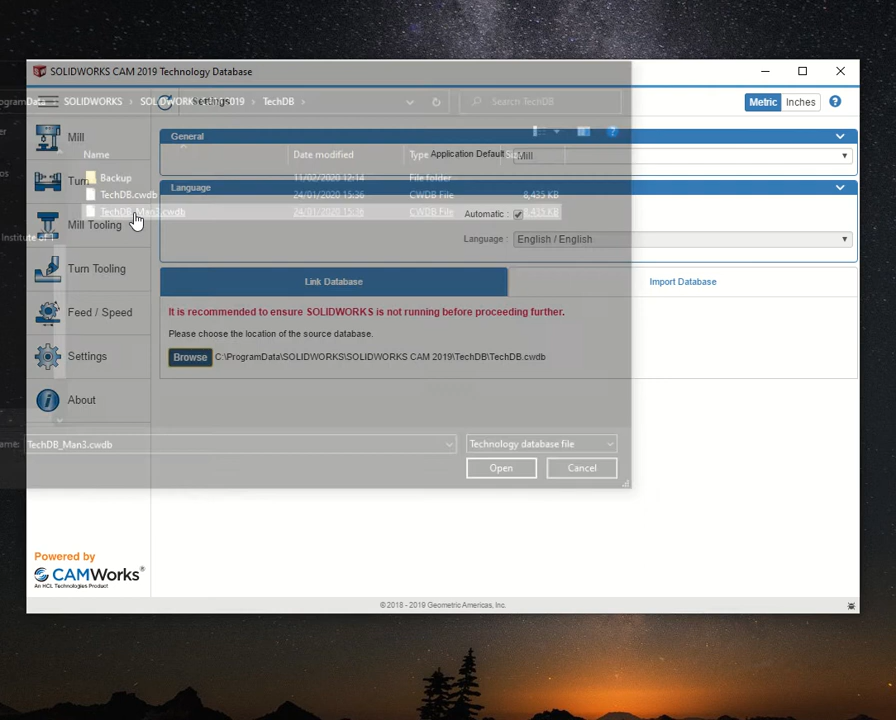 SOLIDWORKS CAM 2019 Technology Database
SOLIDWORKS › SOLIDWORKS CAM 2019 › TechDB ›
Search TechDB
Metric
Inches
Mill
General
Name
Date modified
Type
Size
Application Default
Mill
Backup
11/02/2020 12:14
File folder
Turn
TechDB.cwdb
24/01/2020 15:36
CWDB File
8,435 KB
Language
TechDB_Man3.cwdb
24/01/2020 15:36
CWDB File
8,435 KB
Automatic :
Mill Tooling
Language :
English / English
Turn Tooling
Link Database
Import Database
Feed / Speed
It is recommended to ensure SOLIDWORKS is not running before proceeding further.
Please choose the location of the source database.
Settings
Browse
C:\ProgramData\SOLIDWORKS\SOLIDWORKS CAM 2019\TechDB\TechDB.cwdb
About
TechDB_Man3.cwdb
Technology database file
Open
Cancel
Powered by
CAMWorks®
An HCL Technologies Product
©2018 - 2019 Geometric Americas, Inc.